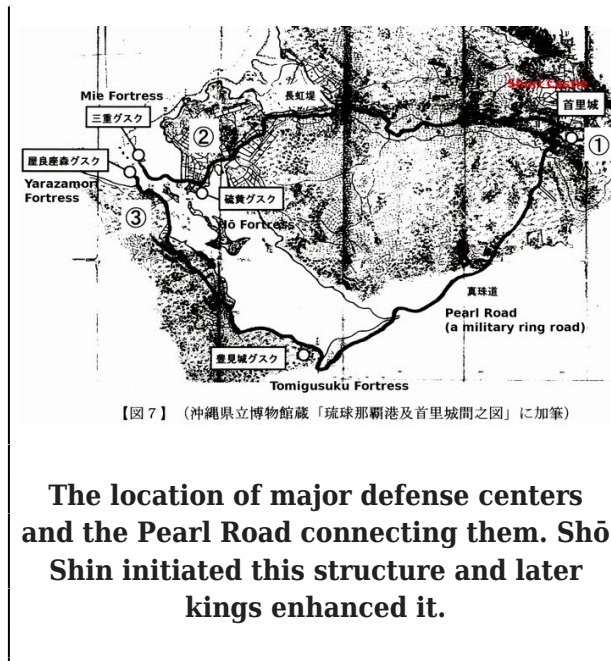 Mie Fortress
三重グスク
長虹堤
Shuri Castle
首里城
①
②
屋良座森グスク
Yarazamori
Fortress
硫黄グスク
Iō Fortress
③
真珠道
Pearl Road
(a military ring road)
豊見城グスク
Tomigusuku Fortress
【図７】（沖縄県立博物館蔵「琉球那覇港及首里城間之図」に加筆）
The location of major defense centers
and the Pearl Road connecting them. Shō
Shin initiated this structure and later
kings enhanced it.